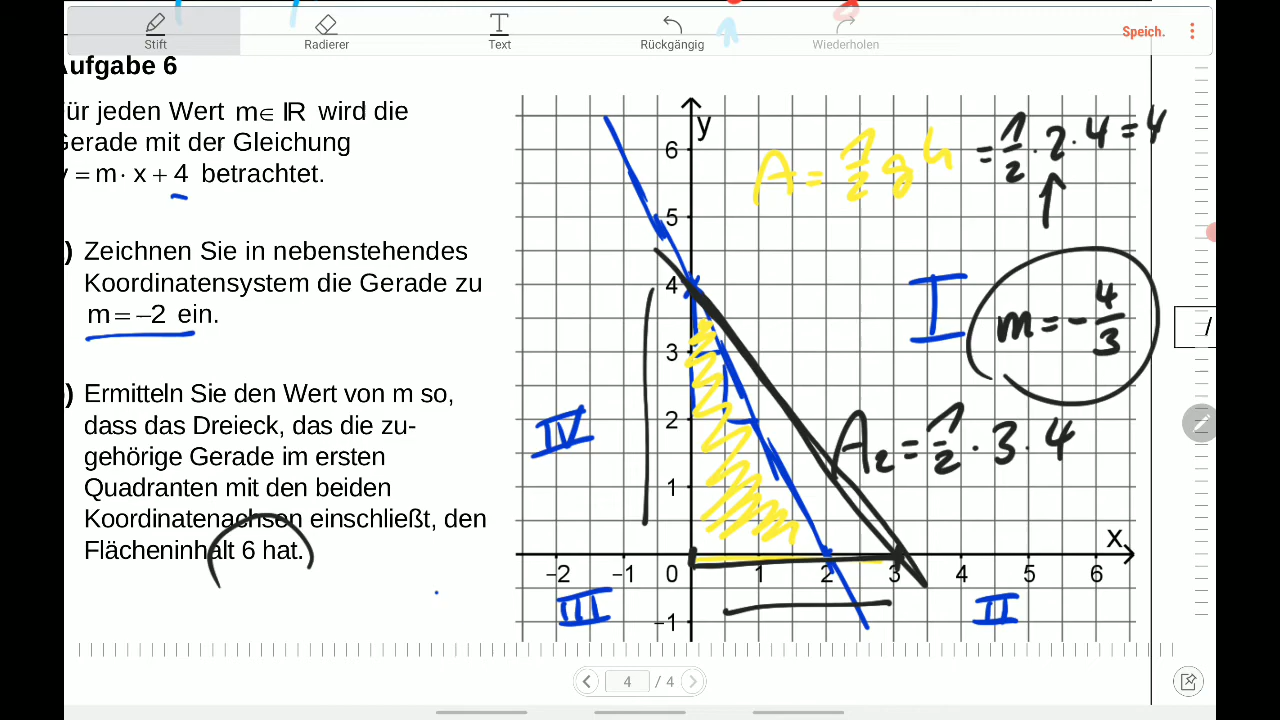 Stift Radierer Text Rückgängig Wiederholen Speich.
Aufgabe 6
Für jeden Wert m∈ℝ wird die
Gerade mit der Gleichung
y = m · x + 4 betrachtet.
) Zeichnen Sie in nebenstehendes
Koordinatensystem die Gerade zu
m = −2 ein.
) Ermitteln Sie den Wert von m so,
dass das Dreieck, das die zu-
gehörige Gerade im ersten
Quadranten mit den beiden
Koordinatenachsen einschließt, den
Flächeninhalt 6 hat.
y
A = 1/2 g h = 1/2 · 2 · 4 = 4
6
5
4
3
2
1
−1
I
m = - 4/3
IV
A2 = 1/2 · 3 · 4
x
−2 −1 0 1 2 3 4 5 6
III
II
/
4 / 4